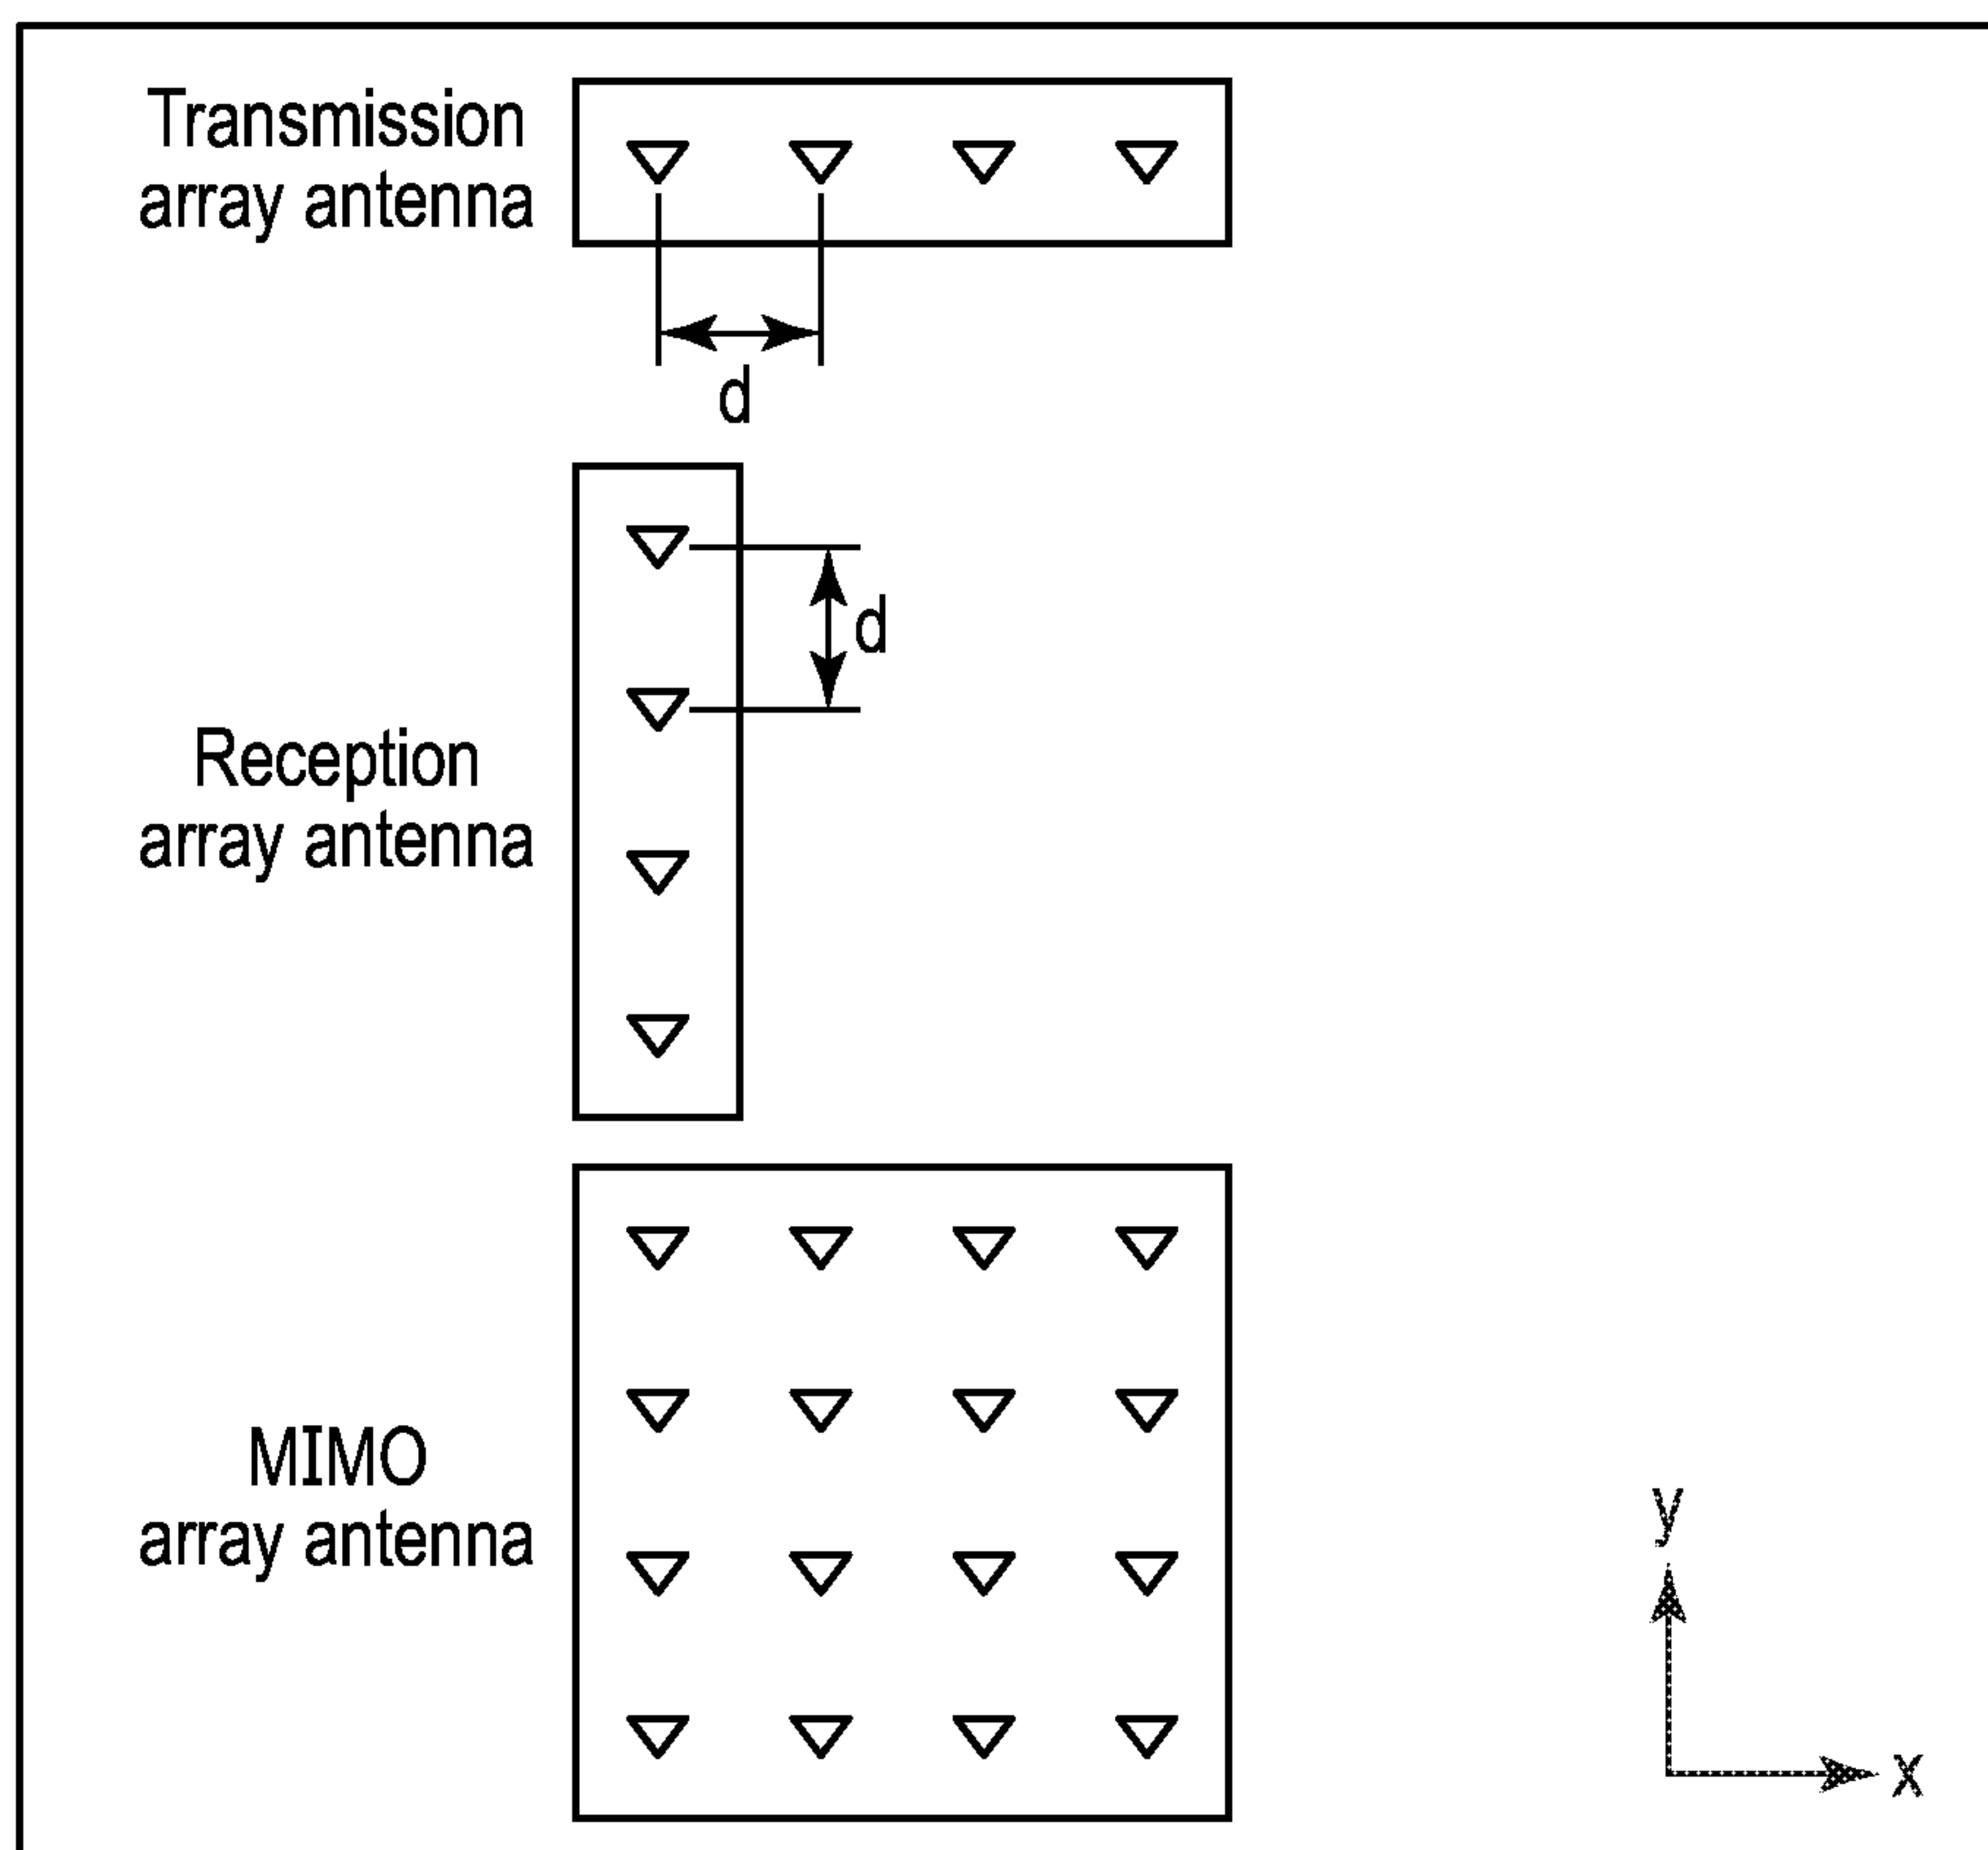 Transmission
array antenna
d
d
Reception
array antenna
MIMO
array antenna
y
x